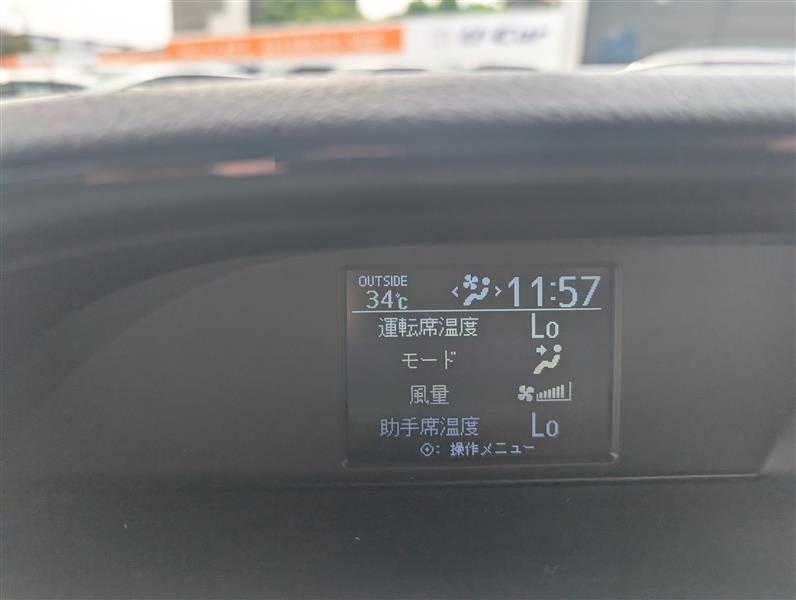 OUTSIDE
34℃
11:57
運転席温度 Lo
モード
風量
助手席温度 Lo
: 操作メニュー